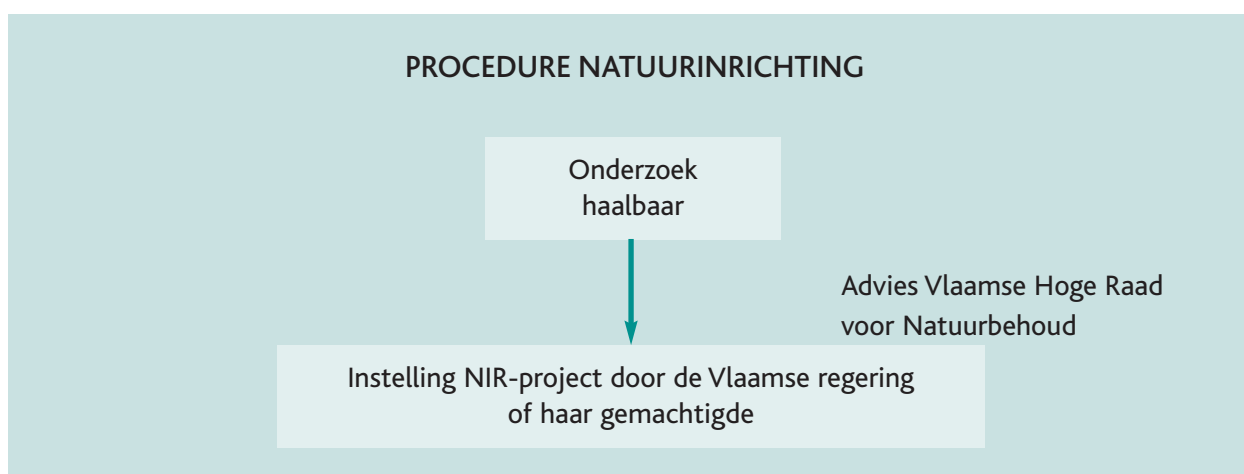 PROCEDURE NATUURINRICHTING
Onderzoek
haalbaar
Advies Vlaamse Hoge Raad
voor Natuurbehoud
Instelling NIR-project door de Vlaamse regering
of haar gemachtigde